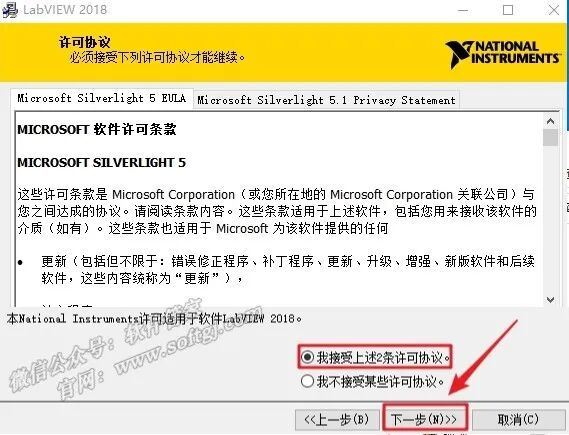 LabVIEW 2018
许可协议
必须接受下列许可协议才能继续。
NATIONAL
INSTRUMENTS
Microsoft Silverlight 5 EULA
Microsoft Silverlight 5.1 Privacy Statement
MICROSOFT 软件许可条款
MICROSOFT SILVERLIGHT 5
这些许可条款是 Microsoft Corporation（或您所在地的 Microsoft Corporation 关联公司）与
您之间达成的协议。请阅读条款内容。这些条款适用于上述软件，包括您用来接收该软件的
介质（如有）。这些条款也适用于 Microsoft 为该软件提供的任何
• 更新（包括但不限于：错误修正程序、补丁程序、更新、升级、增强、新版软件和后续
软件，这些内容统称为“更新”），
本National Instruments许可适用于软件LabVIEW 2018。
微信公众号：软件管家
官网：www.softgj.com
我接受上述2条许可协议。
我不接受某些许可协议。
<<上一步(B)
下一步(N)>>
取消(C)